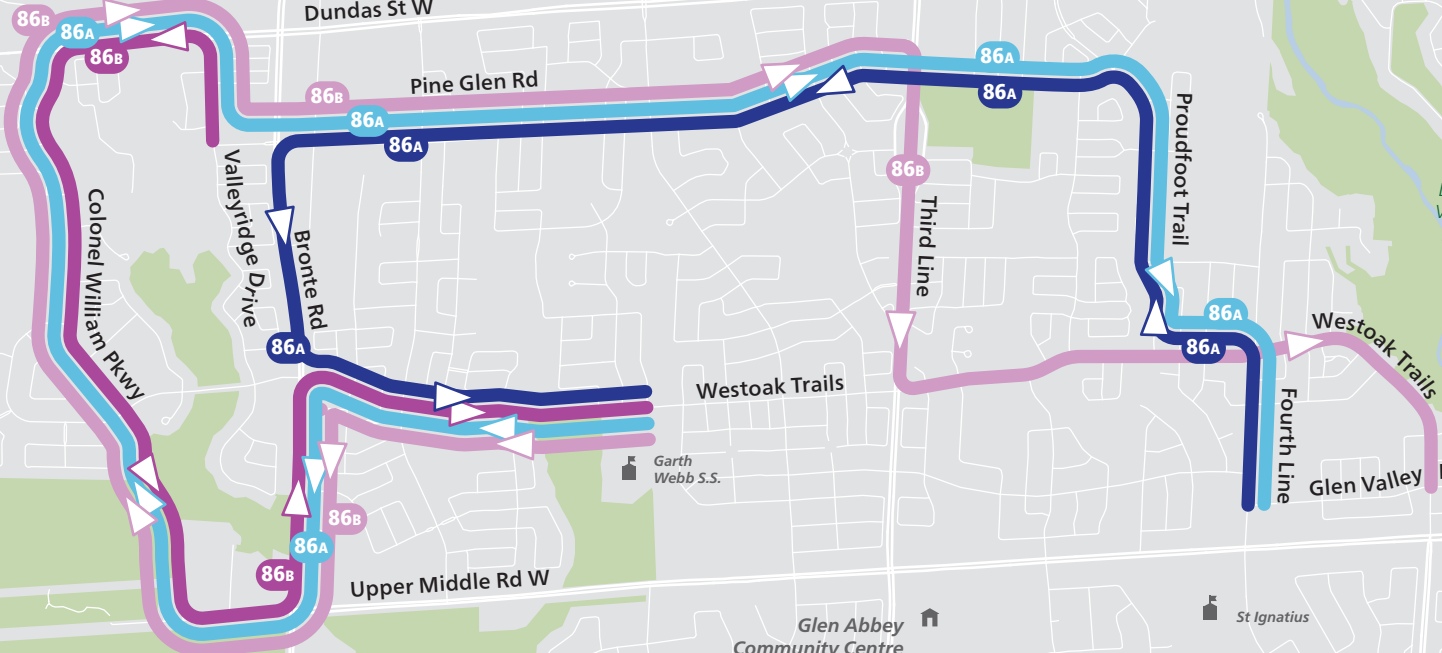 86B
Dundas St W
86A
86B
86A
86B
Pine Glen Rd
86A
86A
86A
Proudfoot Trail
Valleyridge Drive
86B
Colonel William Pkwy
Third Line
Bronte Rd
86A
86A
Westoak Trails
86A
Westoak Trails
Fourth Line
Garth
Webb S.S.
Glen Valley
86B
86A
86B
Upper Middle Rd W
St Ignatius
Glen Abbey
Community Centre